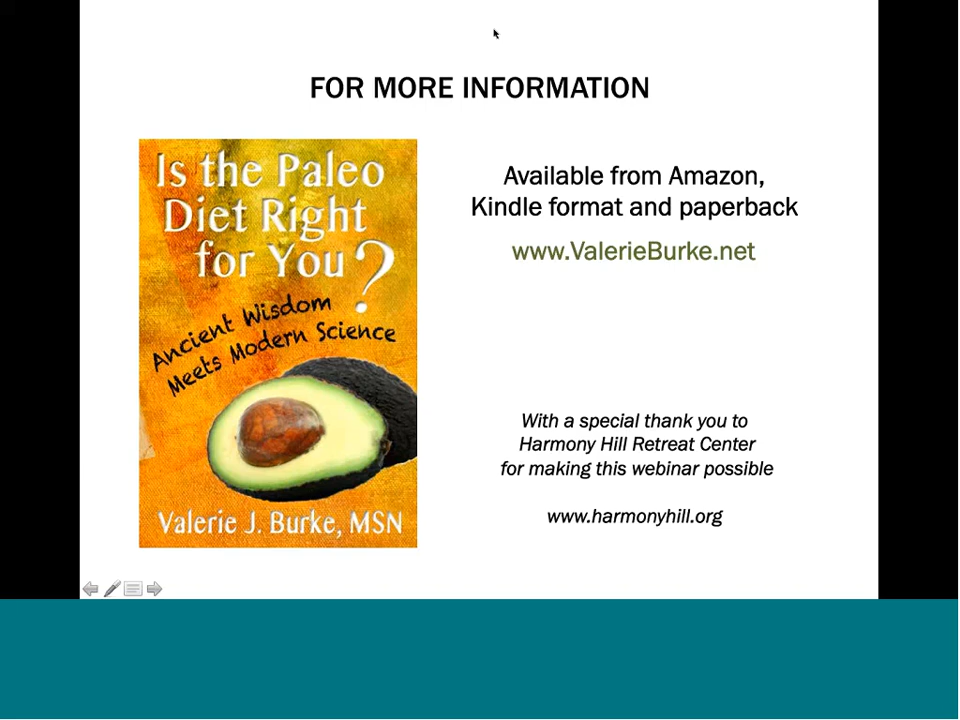 FOR MORE INFORMATION
Is the Paleo
Diet Right
for You?
Ancient Wisdom
Meets Modern Science
Valerie J. Burke, MSN
Available from Amazon,
Kindle format and paperback
www.ValerieBurke.net
With a special thank you to
Harmony Hill Retreat Center
for making this webinar possible
www.harmonyhill.org